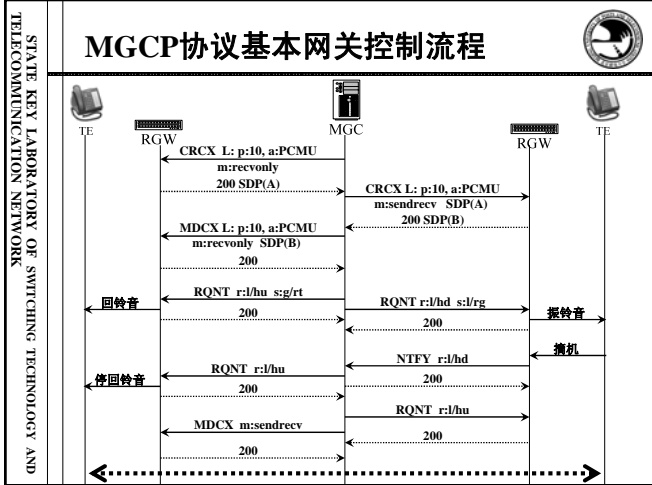 STATE KEY LABORATORY OF SWITCHING TECHNOLOGY AND
TELECOMMUNICATION NETWORK
MGCP协议基本网关控制流程
TE
RGW
MGC
RGW
TE
CRCX L: p:10, a:PCMU
m:recvonly
200 SDP(A)
CRCX L: p:10, a:PCMU
m:sendrecv SDP(A)
200 SDP(B)
MDCX L: p:10, a:PCMU
m:recvonly SDP(B)
200
RQNT r:l/hu s:g/rt
回铃音
200
RQNT r:l/hd s:l/rg
振铃音
200
摘机
NTFY r:l/hd
200
RQNT r:l/hu
停回铃音
200
RQNT r:l/hu
200
MDCX m:sendrecv
200